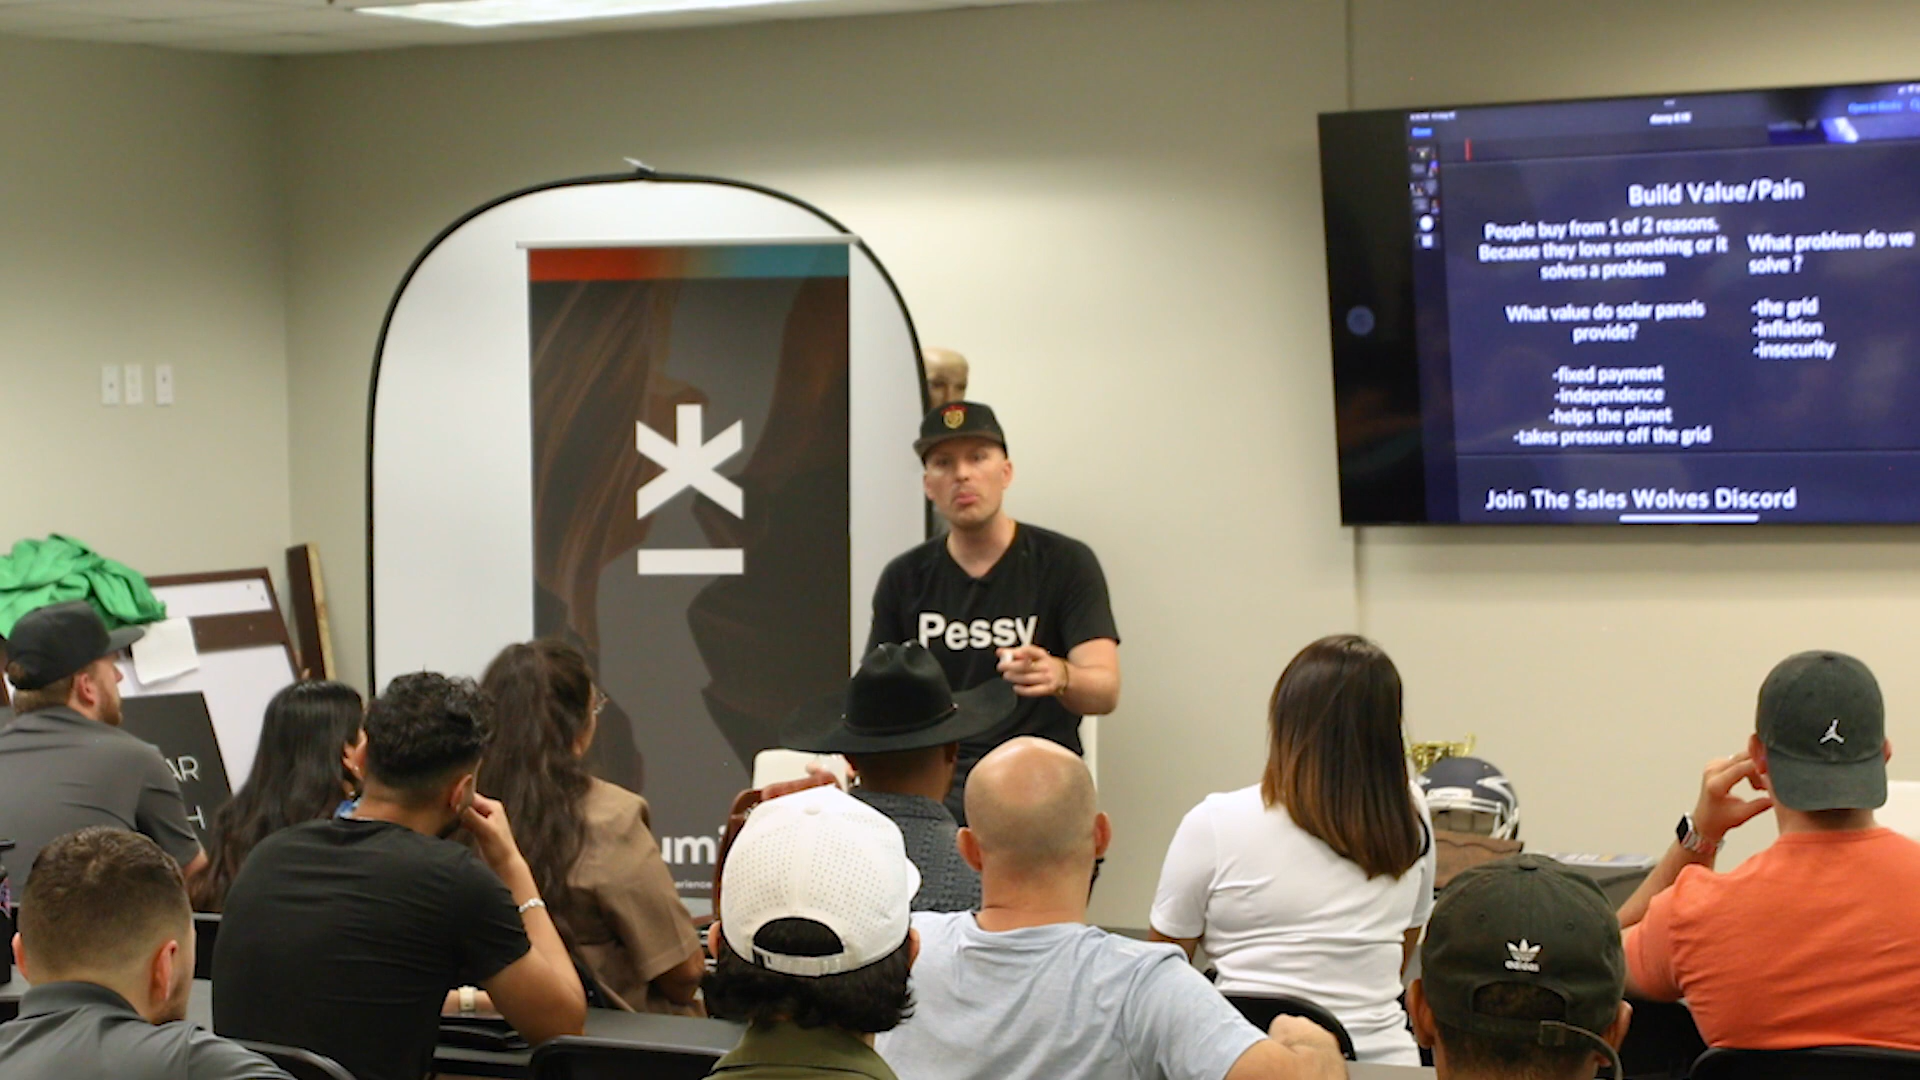 Build Value/Pain
People buy from 1 of 2 reasons.
Because they love something or it
solves a problem
What value do solar panels
provide?
-fixed payment
-independence
-helps the planet
-takes pressure off the grid
What problem do we
solve ?
-the grid
-inflation
-insecurity
Join The Sales Wolves Discord
Pessy
adidas